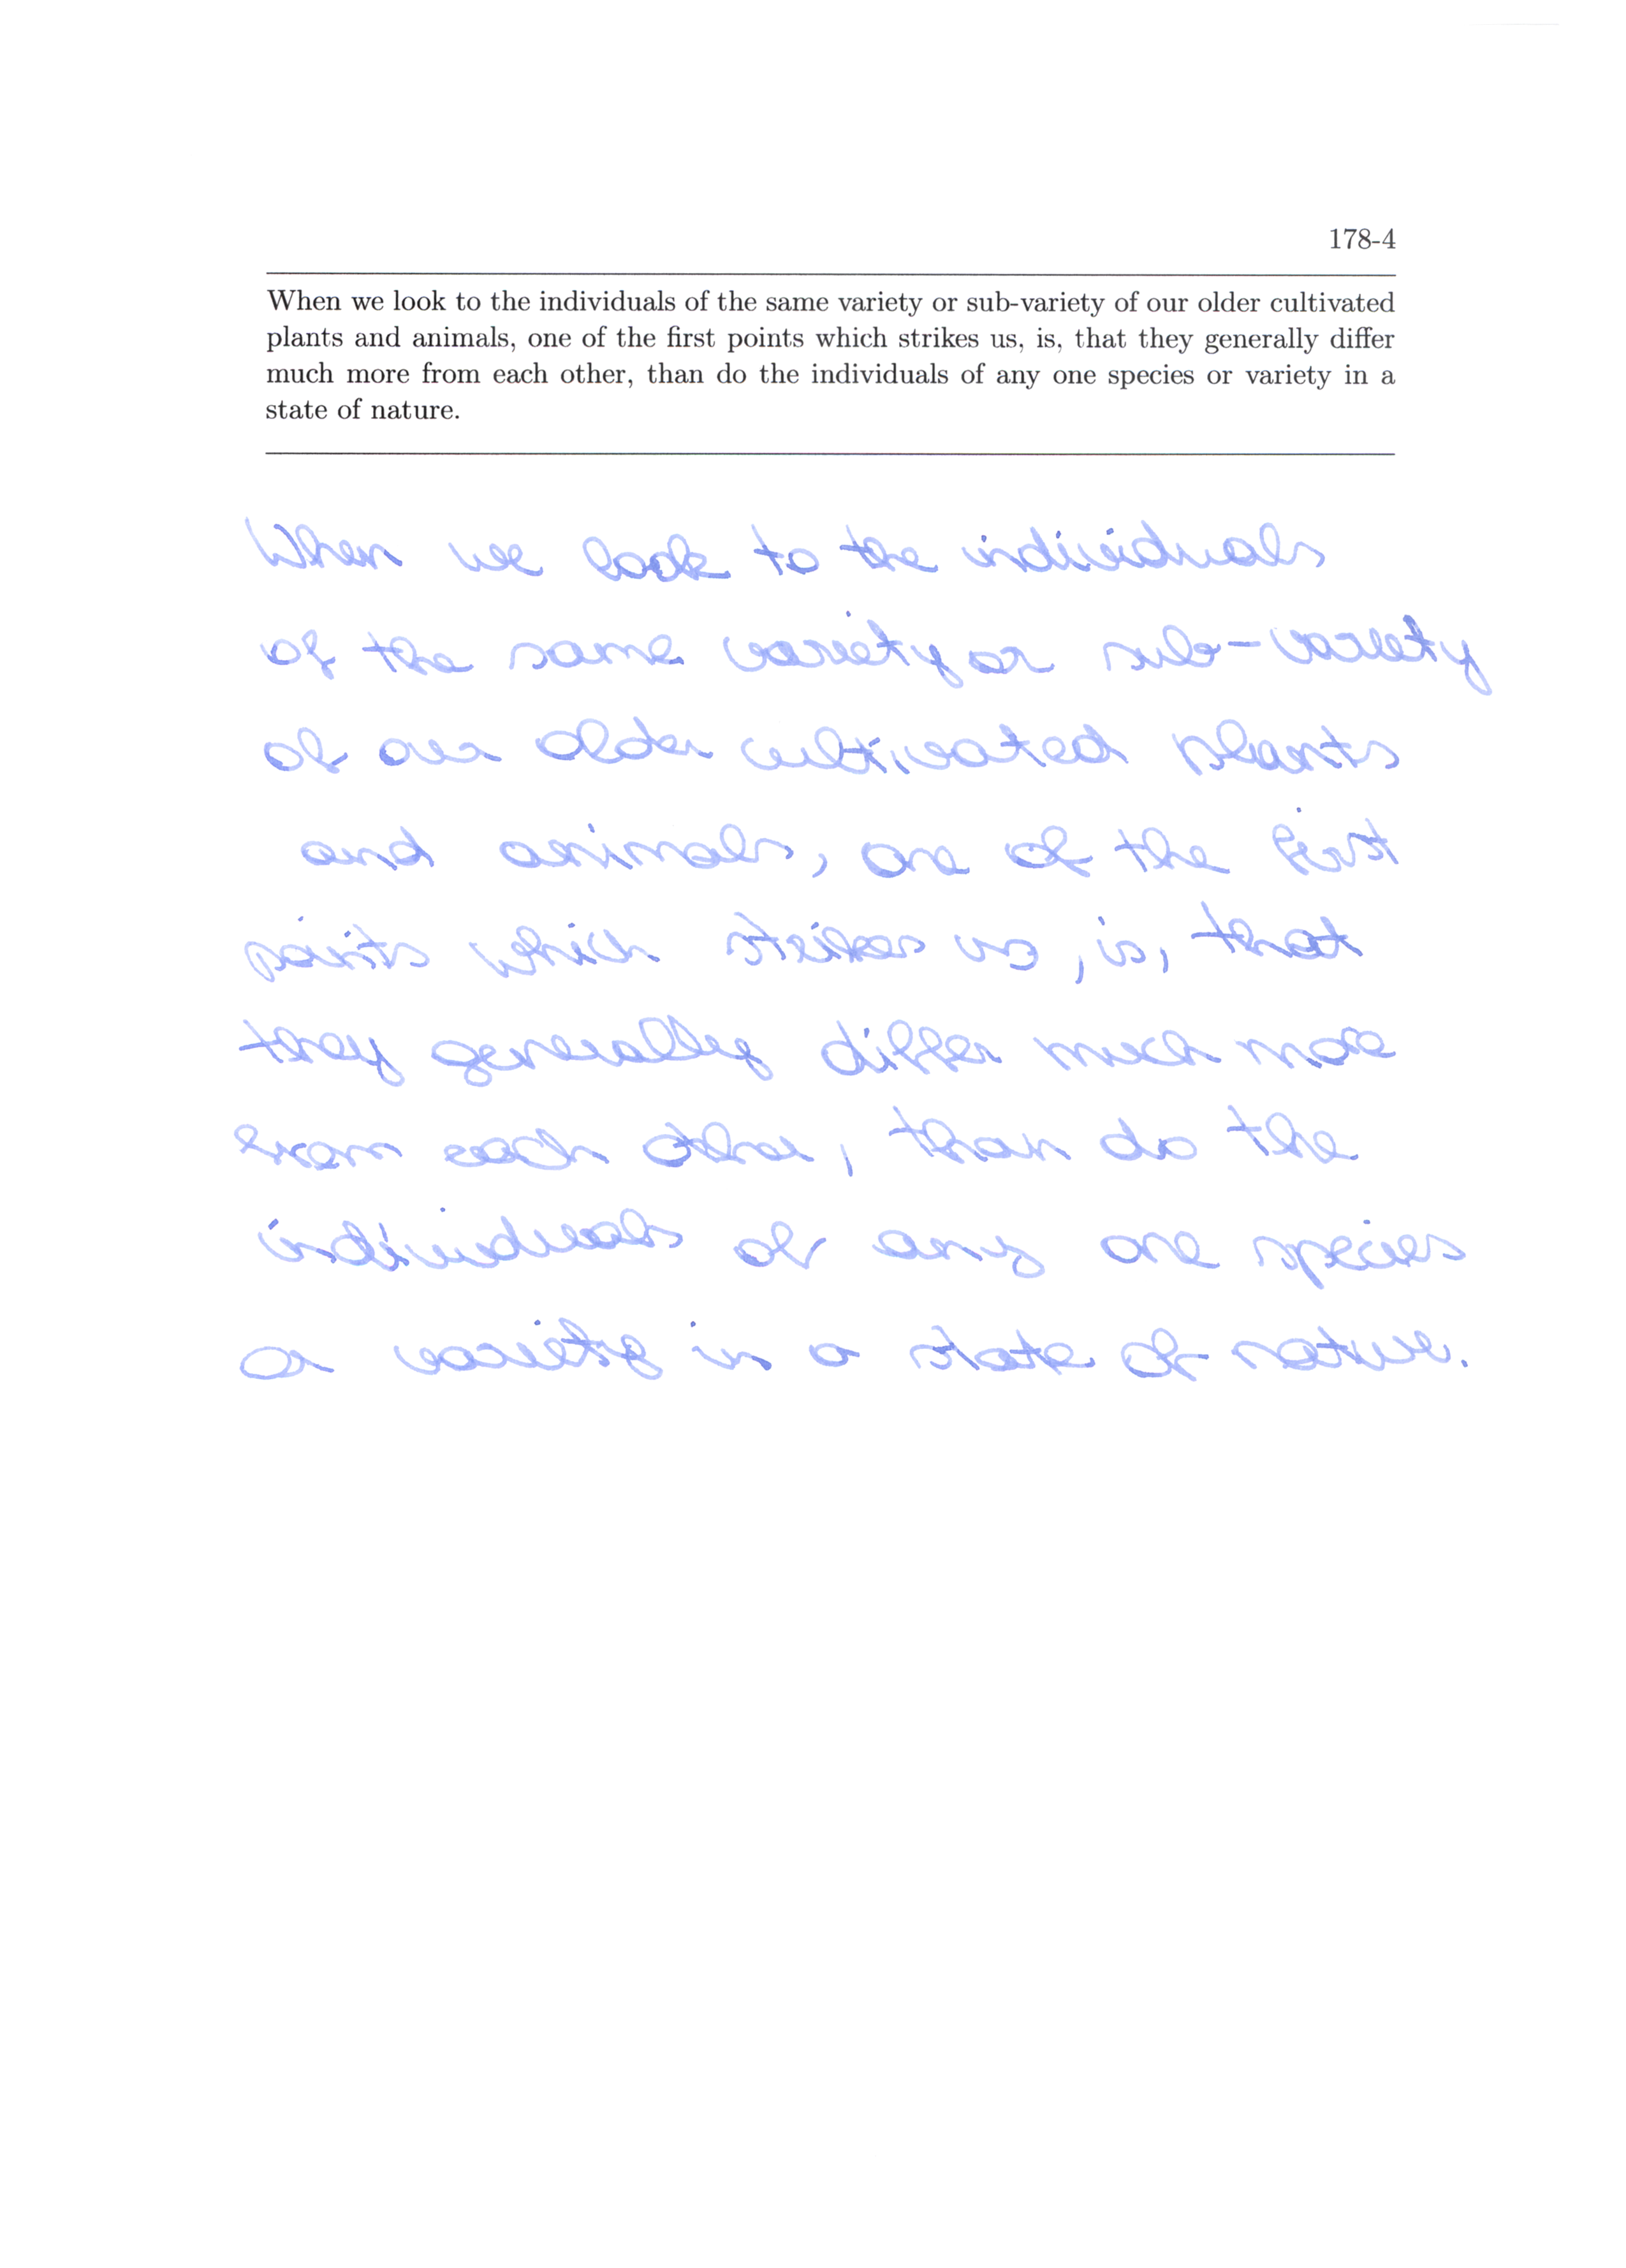 178-4
When we look to the individuals of the same variety or sub-variety of our older cultivated
plants and animals, one of the first points which strikes us, is, that they generally differ
much more from each other, than do the individuals of any one species or variety in a
state of nature.
When we look to the individuals
of the same variety or sub-variety
of our older cultivated plants
and animals, one of the first
points which strikes us, is, that
they generally differ much more
from each other, than do the
individuals of any one species
or variety in a state of nature.